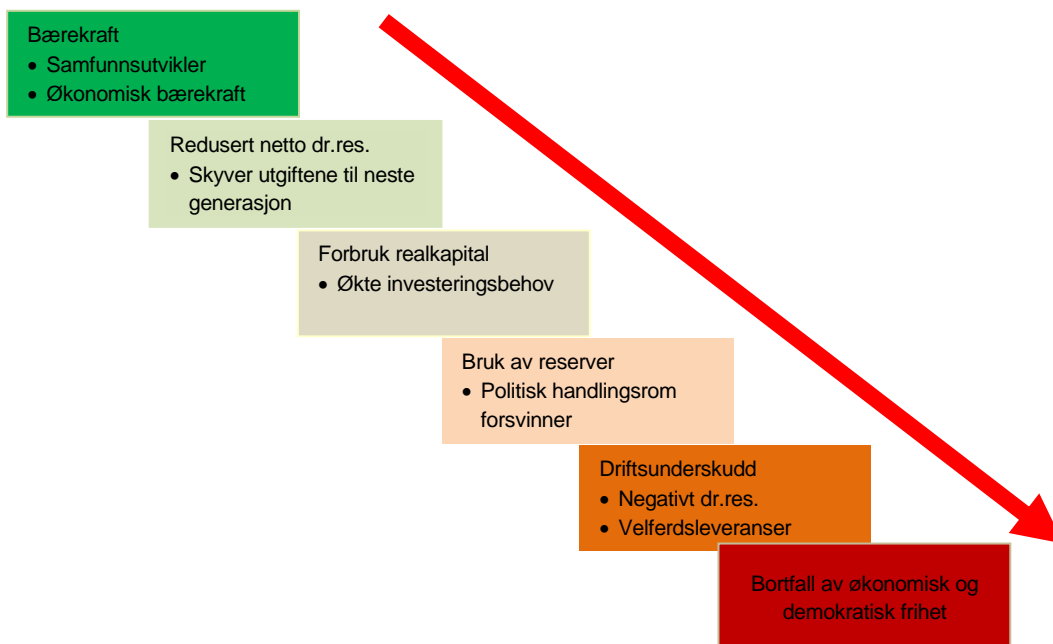 Bærekraft
• Samfunnsutvikler
• Økonomisk bærekraft
Redusert netto dr.res.
• Skyver utgiftene til neste
generasjon
Forbruk realkapital
• Økte investeringsbehov
Bruk av reserver
• Politisk handlingsrom
forsvinner
Driftsunderskudd
• Negativt dr.res.
• Velferdsleveranser
Bortfall av økonomisk og
demokratisk frihet